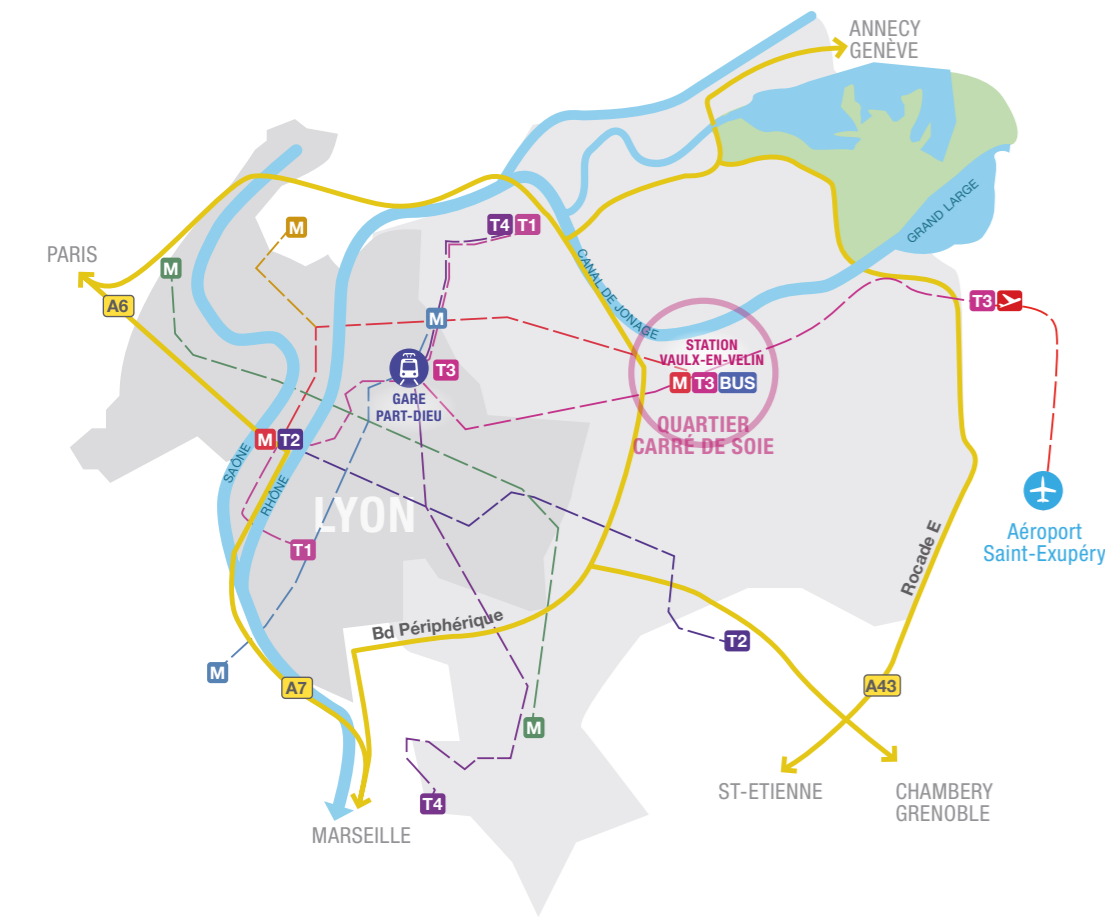 ANNECY
GENÈVE
GRAND LARGE
T4 T1
M
PARIS
M
A6
CANAL DE JONAGE
T3
M
STATION
VAULX-EN-VELIN
M T3 BUS
T3
GARE
PART-DIEU
QUARTIER
CARRÉ DE SOIE
M T2
SAÔNE
RHÔNE
LYON
Aéroport
Saint-Exupéry
T1
Rocade E
Bd Périphérique
T2
M
A7
A43
M
ST-ETIENNE
CHAMBERY
GRENOBLE
T4
MARSEILLE